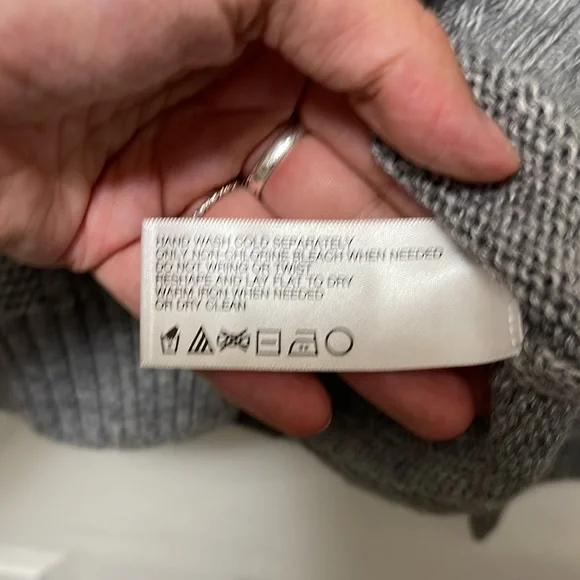 HAND WASH COLD SEPARATELY
ONLY NON-CHLORINE BLEACH WHEN NEEDED
DO NOT WRING OR TWIST
RESHAPE AND LAY FLAT TO DRY
WARM IRON WHEN NEEDED
OR DRY CLEAN